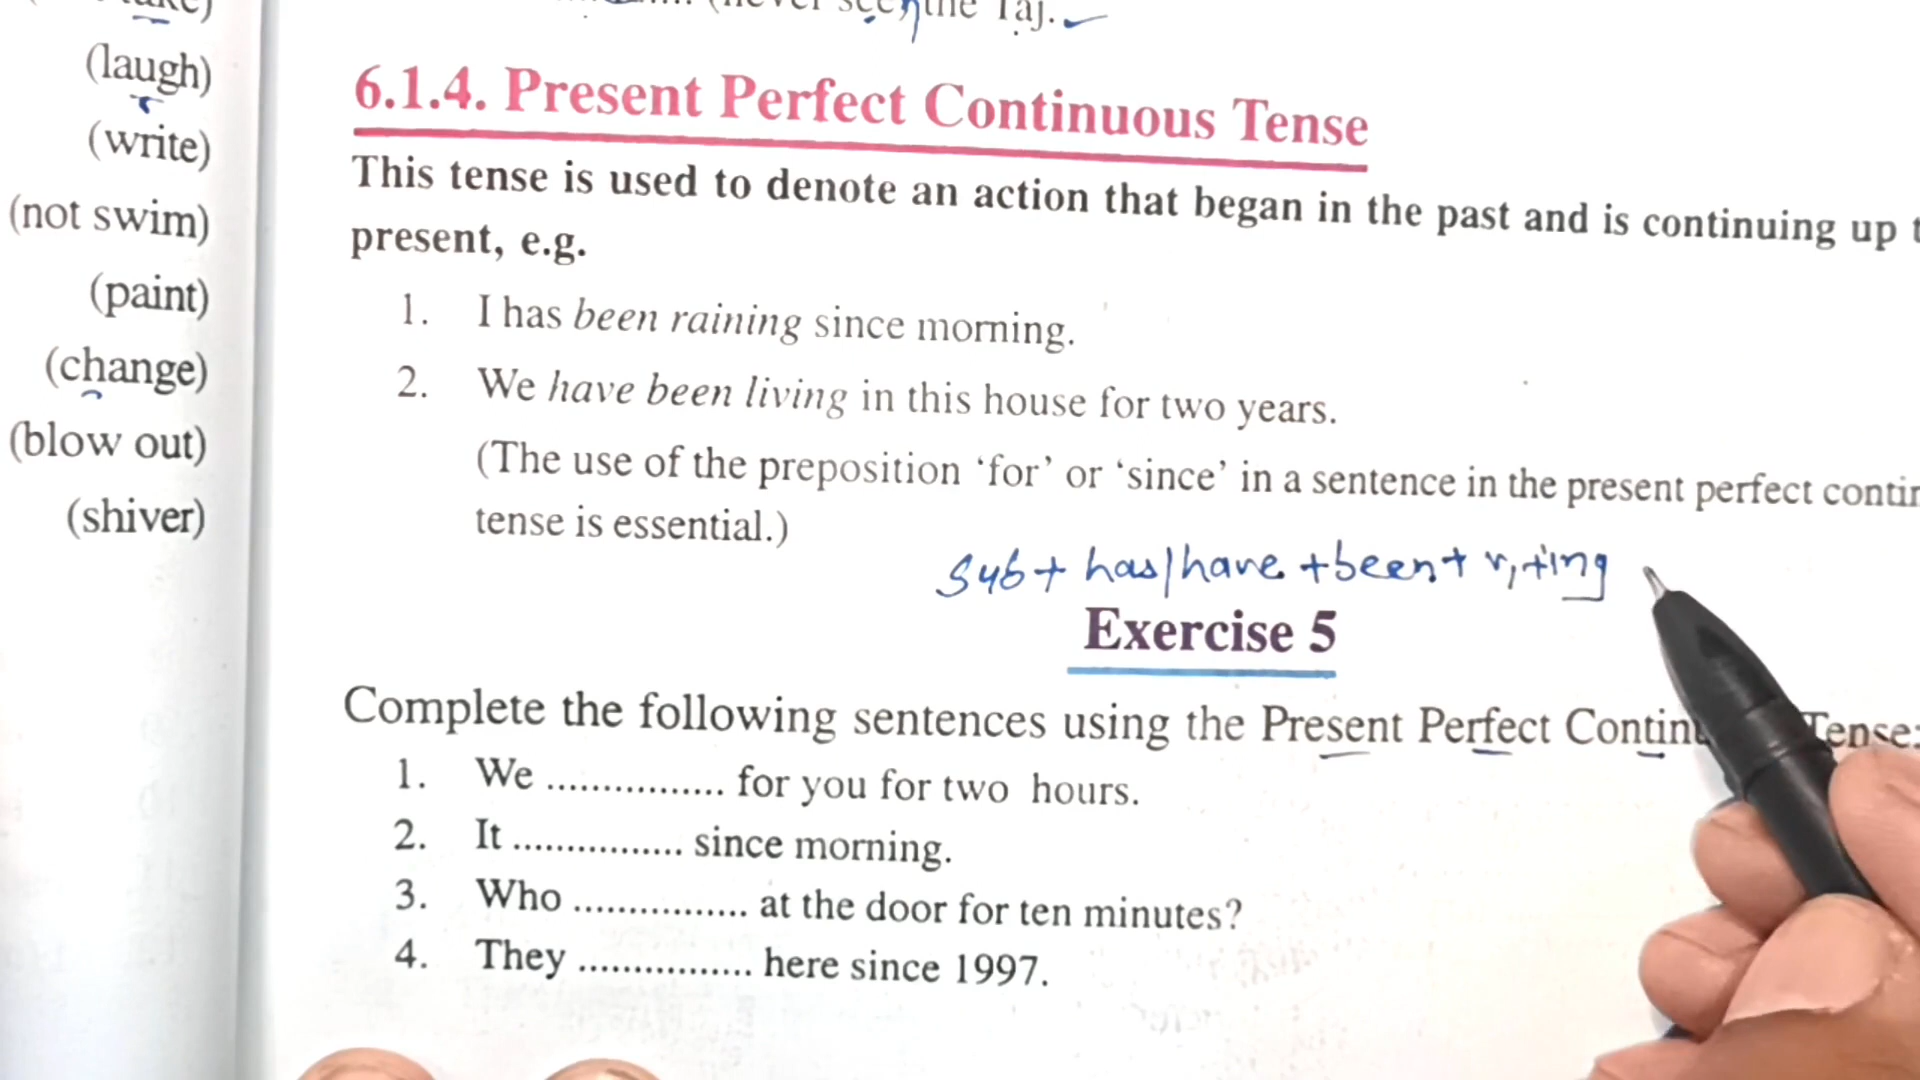 (laugh)
(write)
(not swim)
(paint)
(change)
(blow out)
(shiver)
the Taj.
6.1.4. Present Perfect Continuous Tense
This tense is used to denote an action that began in the past and is continuing up
present, e.g.
1. I has been raining since morning.
2. We have been living in this house for two years.
(The use of the preposition ‘for’ or ‘since’ in a sentence in the present perfect
tense is essential.)
Sub + has/have + been + v1 + ing
Exercise 5
Complete the following sentences using the Present Perfect Tense:
1. We ................ for you for two hours.
2. It ................ since morning.
3. Who ................ at the door for ten minutes?
4. They ................ here since 1997.